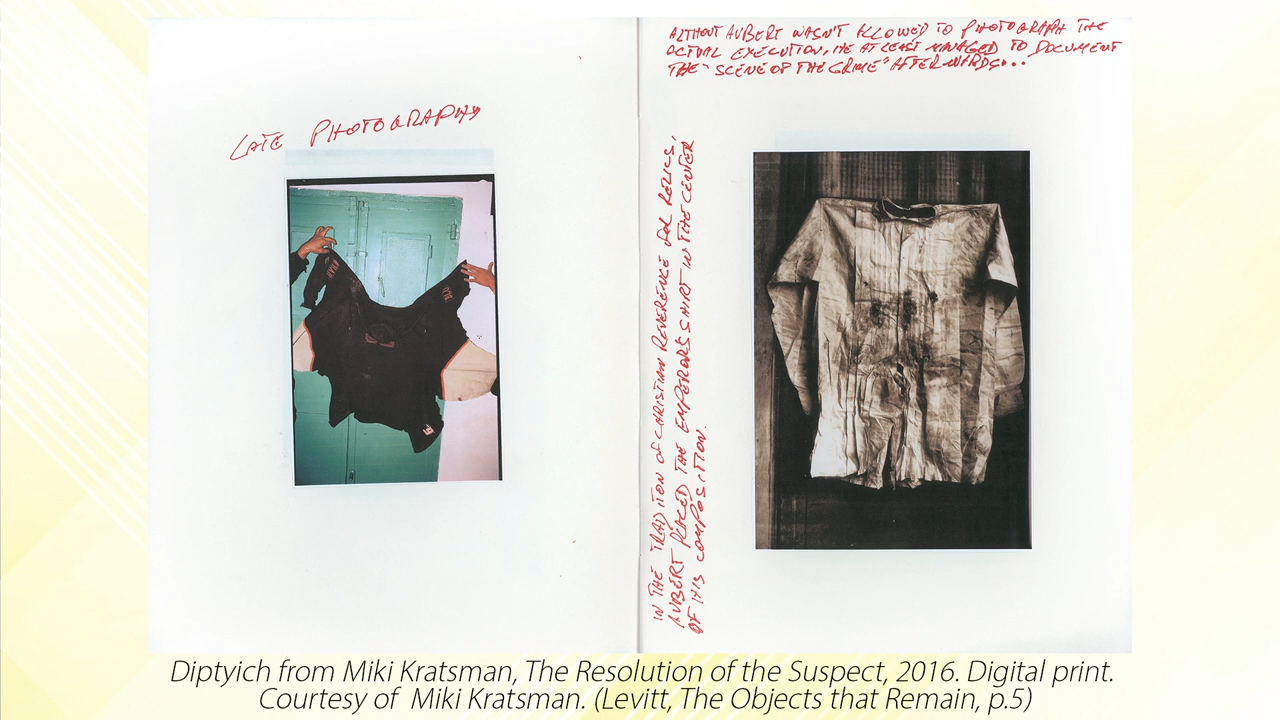 LATE PHOTOGRAPHY
ALTHOUT AUBERT WASN'T ALLOWED TO PHOTOGRAPH THE
ACTUAL EXECUTION, HE AT LEAST MANAGED TO DOCUMENT
THE "SCENE OF THE CRIME" AFTERWARDS...
IN THE TRADITION OF CHRISTIAN REVERENCE FOR RELICS,
AUBERT PLACED THE EMPEROR'S SHIRT IN THE CENTER
OF HIS COMPOSITION.
Diptyich from Miki Kratsman, The Resolution of the Suspect, 2016. Digital print.
Courtesy of Miki Kratsman. (Levitt, The Objects that Remain, p.5)